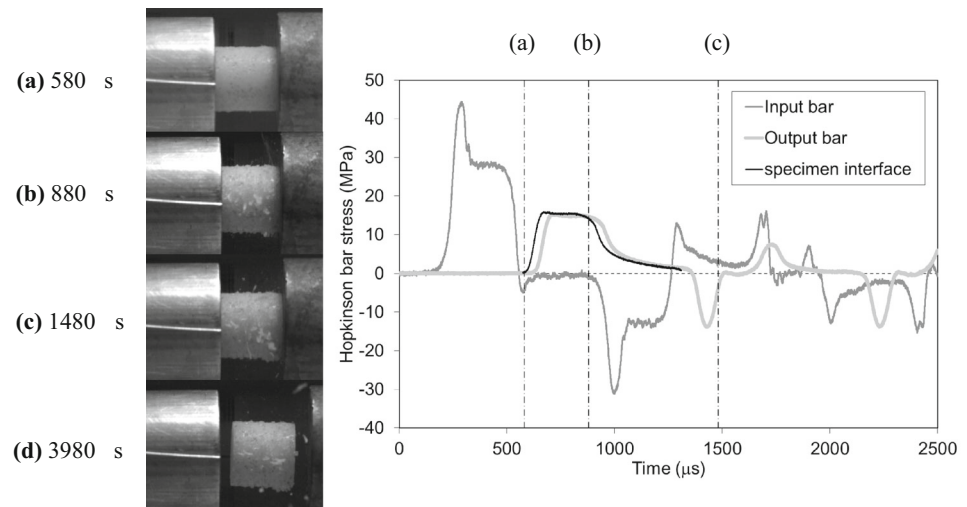 (a) 580 s
(b) 880 s
(c) 1480 s
(d) 3980 s
(a) (b) (c)
Hopkinson bar stress (MPa)
50
40
30
20
10
0
-10
-20
-30
-40
Input bar
Output bar
specimen interface
0 500 1000 1500 2000 2500
Time (μs)